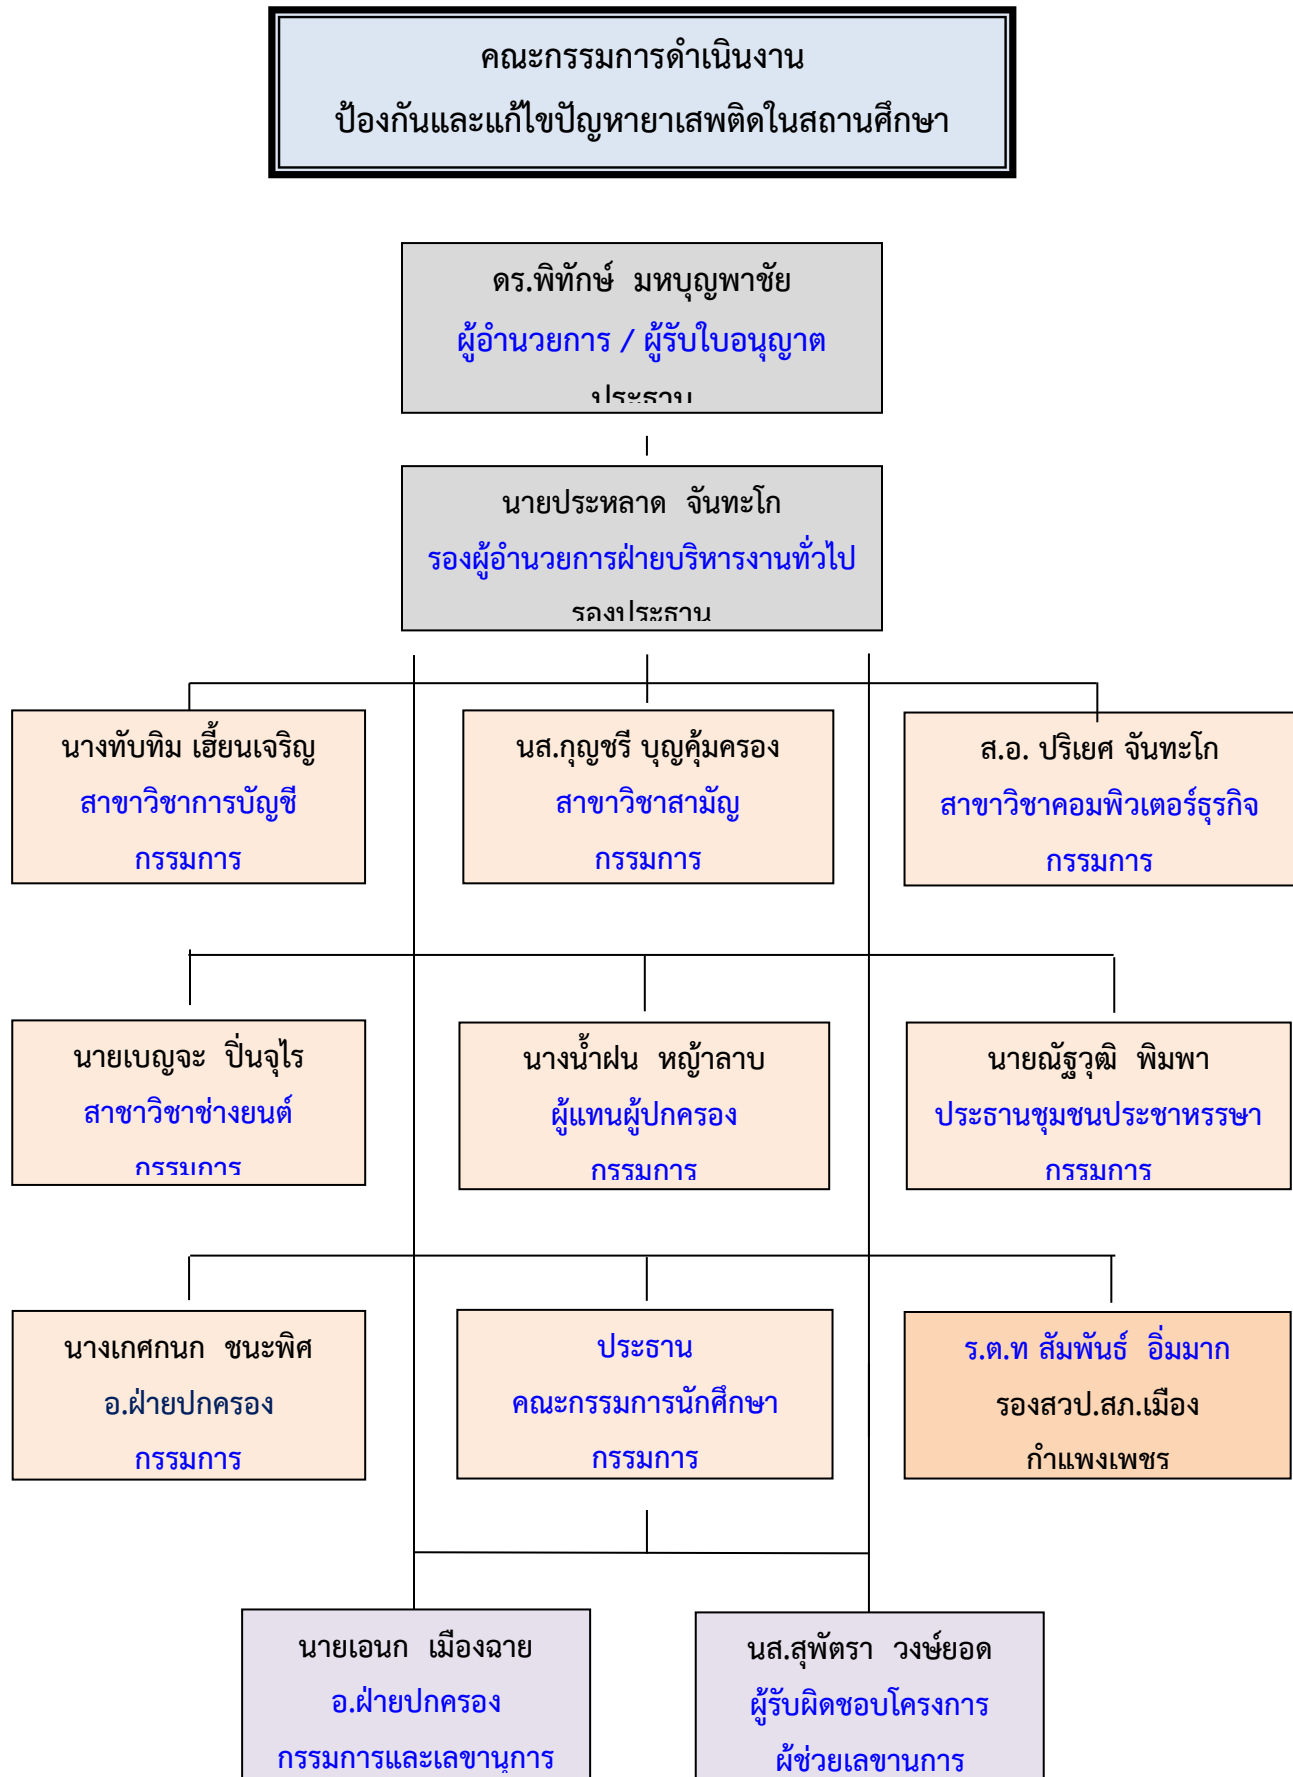 คณะกรรมการดำเนินงาน
ป้องกันและแก้ไขปัญหายาเสพติดในสถานศึกษา
ดร.พิทักษ์ มหบุญพาชัย
ผู้อำนวยการ / ผู้รับใบอนุญาต
ประธาน
นายประหลาด จันทะโก
รองผู้อำนวยการฝ่ายบริหารงานทั่วไป
รองประธาน
นางทับทิม เฮี้ยนเจริญ
สาขาวิชาการบัญชี
กรรมการ
นส.กุญชรี บุญคุ้มครอง
สาขาวิชาสามัญ
กรรมการ
ส.อ. ปริเยศ จันทะโก
สาขาวิชาคอมพิวเตอร์ธุรกิจ
กรรมการ
นายเบญจะ ปิ่นจุไร
สาชาวิชาช่างยนต์
กรรมการ
นางน้ำฝน หญ้าลาบ
ผู้แทนผู้ปกครอง
กรรมการ
นายณัฐวุฒิ พิมพา
ประธานชุมชนประชาหรรษา
กรรมการ
นางเกศกนก ชนะพิศ
อ.ฝ่ายปกครอง
กรรมการ
ประธาน
คณะกรรมการนักศึกษา
กรรมการ
ร.ต.ท สัมพันธ์ อิ่มมาก
รองสวป.สภ.เมือง
กำแพงเพชร
นายเอนก เมืองฉาย
อ.ฝ่ายปกครอง
กรรมการและเลขานุการ
นส.สุพัตรา วงษ์ยอด
ผู้รับผิดชอบโครงการ
ผู้ช่วยเลขานุการ